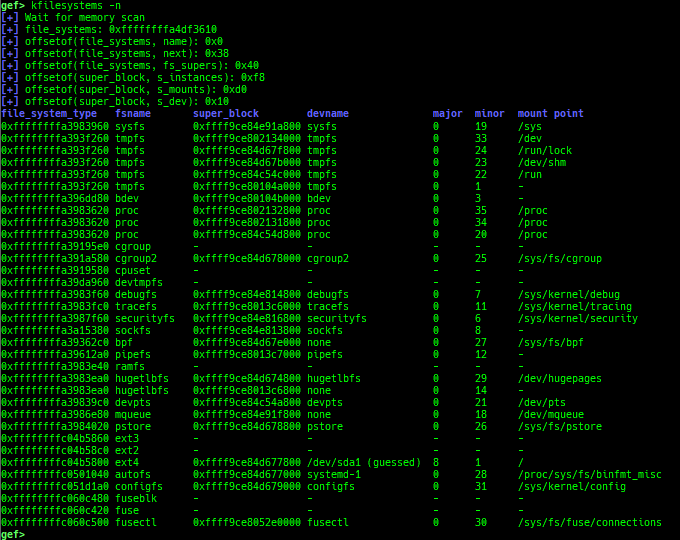 gef> kfilesystems -n
[+] Wait for memory scan
[+] file_systems: 0xffffffffa4df3610
[+] offsetof(file_systems, name): 0x0
[+] offsetof(file_systems, next): 0x38
[+] offsetof(file_systems, fs_supers): 0x40
[+] offsetof(super_block, s_instances): 0xf8
[+] offsetof(super_block, s_mounts): 0xd0
[+] offsetof(super_block, s_dev): 0x10
file_system_type   fsname       super_block        devname             major  minor  mount point
0xffffffffa3983960 sysfs        0xffff9ce84e91a800 sysfs               0      19     /sys
0xffffffffa393f260 tmpfs        0xffff9ce802134000 tmpfs               0      33     /dev
0xffffffffa393f260 tmpfs        0xffff9ce84d67f800 tmpfs               0      24     /run/lock
0xffffffffa393f260 tmpfs        0xffff9ce84d67b000 tmpfs               0      23     /dev/shm
0xffffffffa393f260 tmpfs        0xffff9ce84c54c000 tmpfs               0      22     /run
0xffffffffa393f260 tmpfs        0xffff9ce80104a000 tmpfs               0      1      -
0xffffffffa396dd80 bdev         0xffff9ce80104b000 bdev                0      3      -
0xffffffffa3983620 proc         0xffff9ce802132800 proc                0      35     /proc
0xffffffffa3983620 proc         0xffff9ce802131800 proc                0      34     /proc
0xffffffffa3983620 proc         0xffff9ce84c54d800 proc                0      20     /proc
0xffffffffa39195e0 cgroup       -                  -                   -      -      -
0xffffffffa391a580 cgroup2      0xffff9ce84d678000 cgroup2             0      25     /sys/fs/cgroup
0xffffffffa3919580 cpuset       -                  -                   -      -      -
0xffffffffa39da960 devtmpfs     -                  -                   -      -      -
0xffffffffa3983f60 debugfs      0xffff9ce84e814800 debugfs             0      7      /sys/kernel/debug
0xffffffffa3983fc0 tracefs      0xffff9ce8013c6000 tracefs             0      11     /sys/kernel/tracing
0xffffffffa3987f60 securityfs   0xffff9ce84e816800 securityfs          0      6      /sys/kernel/security
0xffffffffa3a15380 sockfs       0xffff9ce84e813800 sockfs              0      8      -
0xffffffffa39362c0 bpf          0xffff9ce84d67e000 none                0      27     /sys/fs/bpf
0xffffffffa39612a0 pipefs       0xffff9ce8013c7000 pipefs              0      12     -
0xffffffffa3983e40 ramfs        -                  -                   -      -      -
0xffffffffa3983ea0 hugetlbfs    0xffff9ce84d674800 hugetlbfs           0      29     /dev/hugepages
0xffffffffa3983ea0 hugetlbfs    0xffff9ce8013c6800 none                0      14     -
0xffffffffa39839c0 devpts       0xffff9ce84c54a800 devpts              0      21     /dev/pts
0xffffffffa3986e80 mqueue       0xffff9ce84e91f800 none                0      18     /dev/mqueue
0xffffffffa3984020 pstore       0xffff9ce84d678800 pstore              0      26     /sys/fs/pstore
0xffffffffc04b5860 ext3         -                  -                   -      -      -
0xffffffffc04b58c0 ext2         -                  -                   -      -      -
0xffffffffc04b5800 ext4         0xffff9ce84d677800 /dev/sda1 (guessed) 8      1      /
0xffffffffc0501040 autofs       0xffff9ce84d677000 systemd-1           0      28     /proc/sys/fs/binfmt_misc
0xffffffffc051d1a0 configfs     0xffff9ce84d679000 configfs            0      31     /sys/kernel/config
0xffffffffc060c480 fuseblk      -                  -                   -      -      -
0xffffffffc060c420 fuse         -                  -                   -      -      -
0xffffffffc060c500 fusectl      0xffff9ce8052e0000 fusectl             0      30     /sys/fs/fuse/connections
gef>